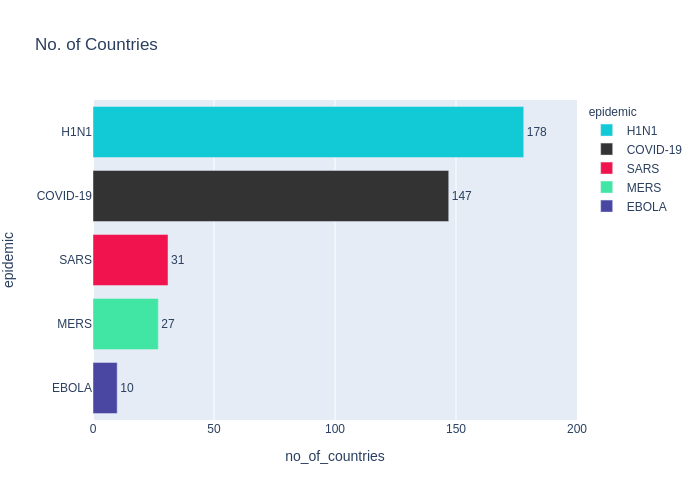 No. of Countries
epidemic
H1N1
178
COVID-19
147
SARS
31
MERS
27
EBOLA
10
0 50 100 150 200
no_of_countries
epidemic
H1N1
COVID-19
SARS
MERS
EBOLA